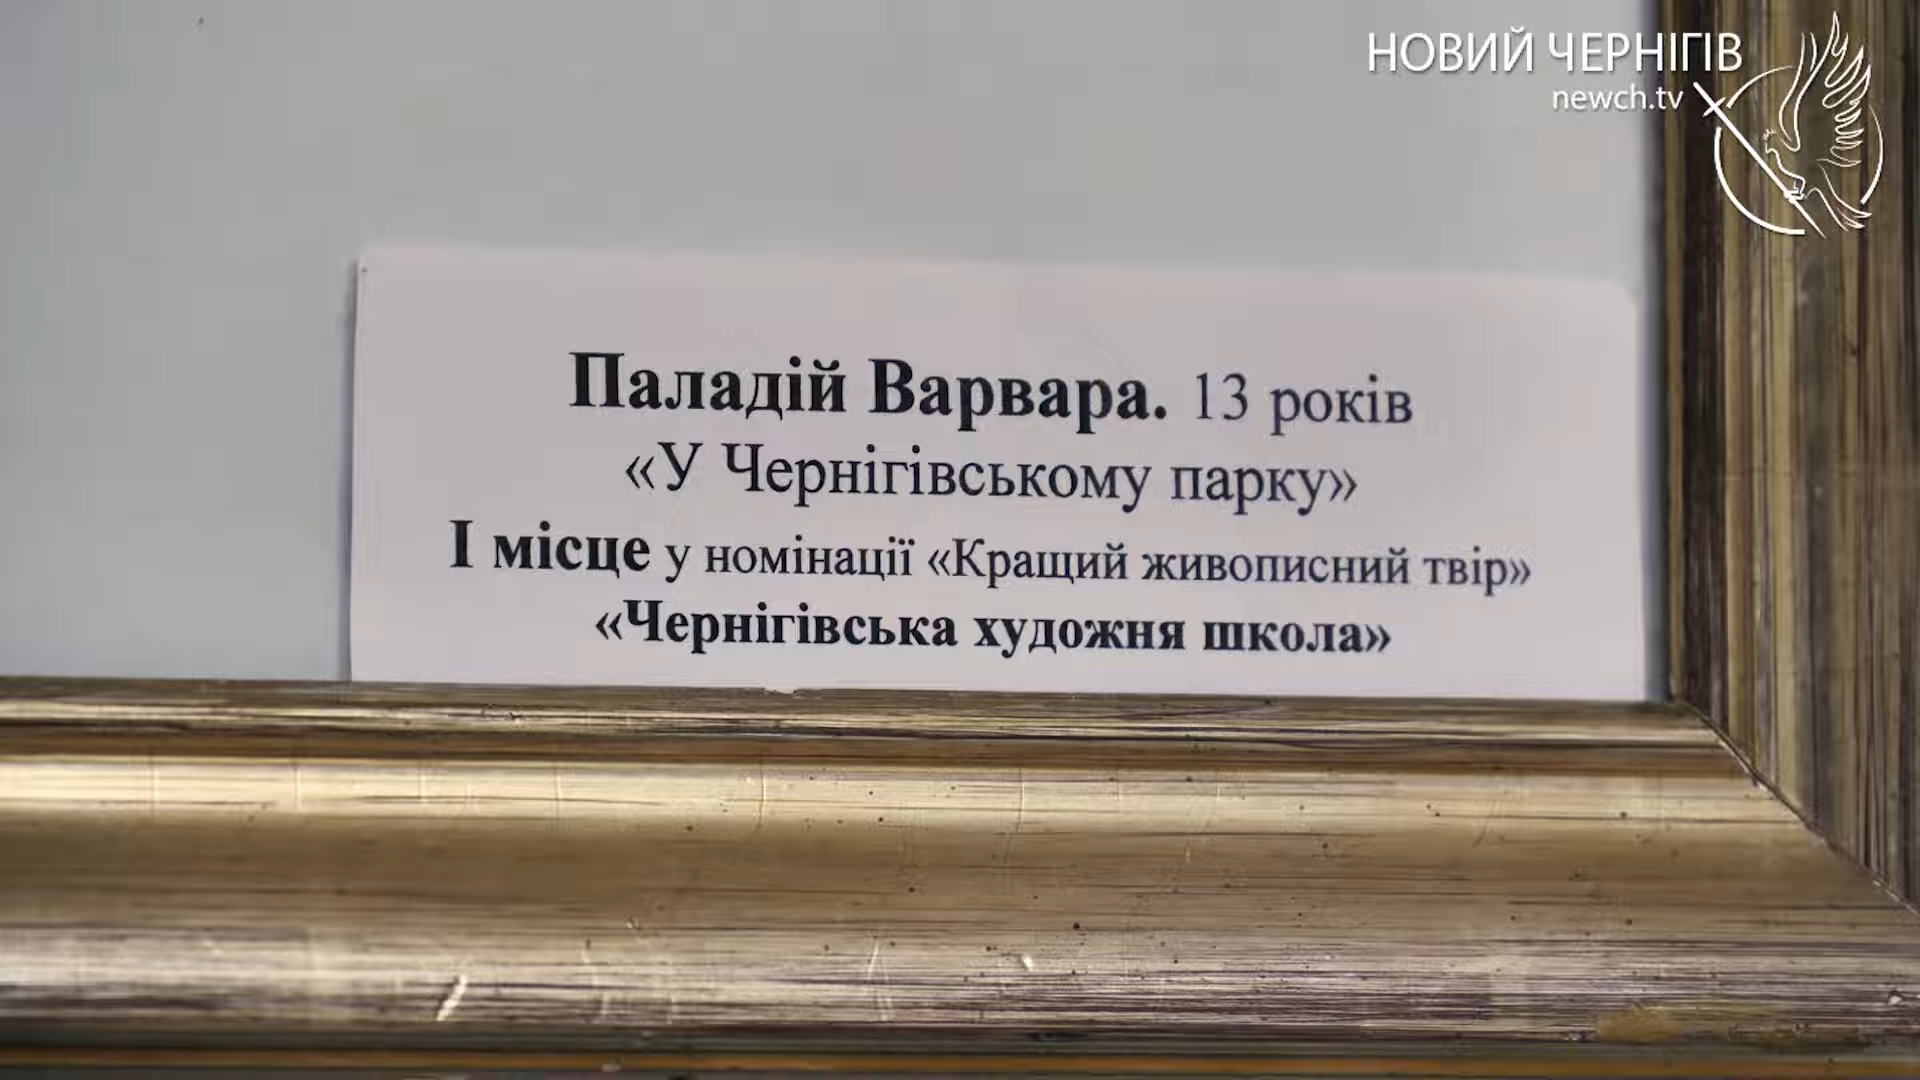 НОВИЙ ЧЕРНІГІВ
newch.tv
Паладій Варвара. 13 років
«У Чернігівському парку»
І місце у номінації «Кращий живописний твір»
«Чернігівська художня школа»